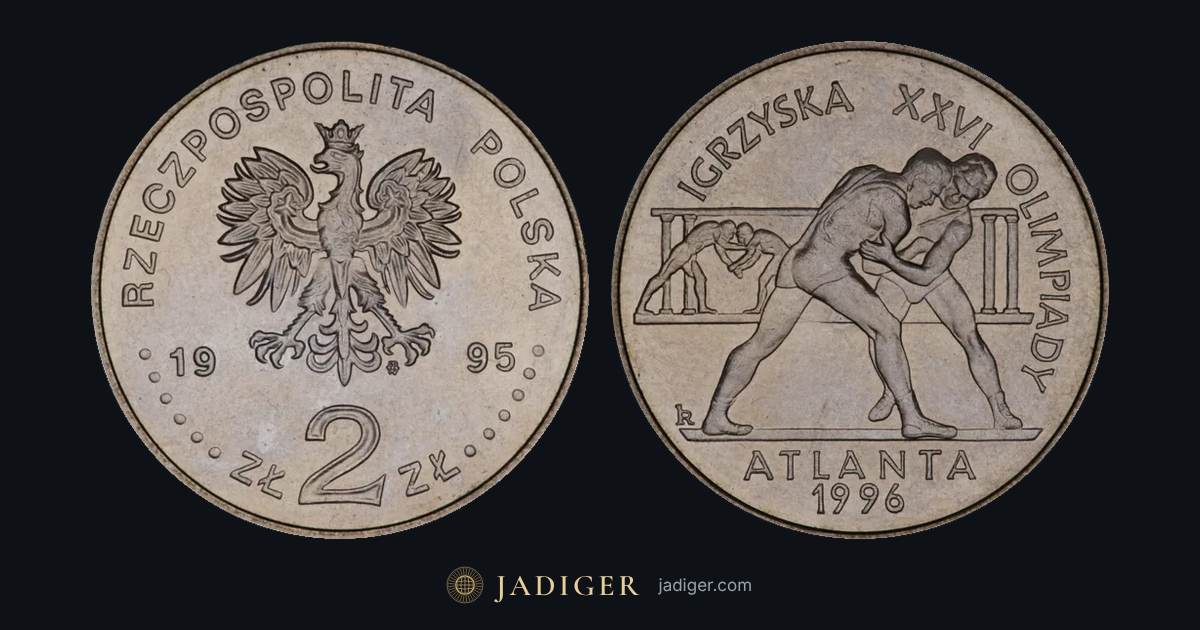 RZECZPOSPOLITA POLSKA
19 95
ZŁ 2 ZŁ
IGRZYSKA XXVI OLIMPIADY
ATLANTA
1996
JADIGER jadiger.com